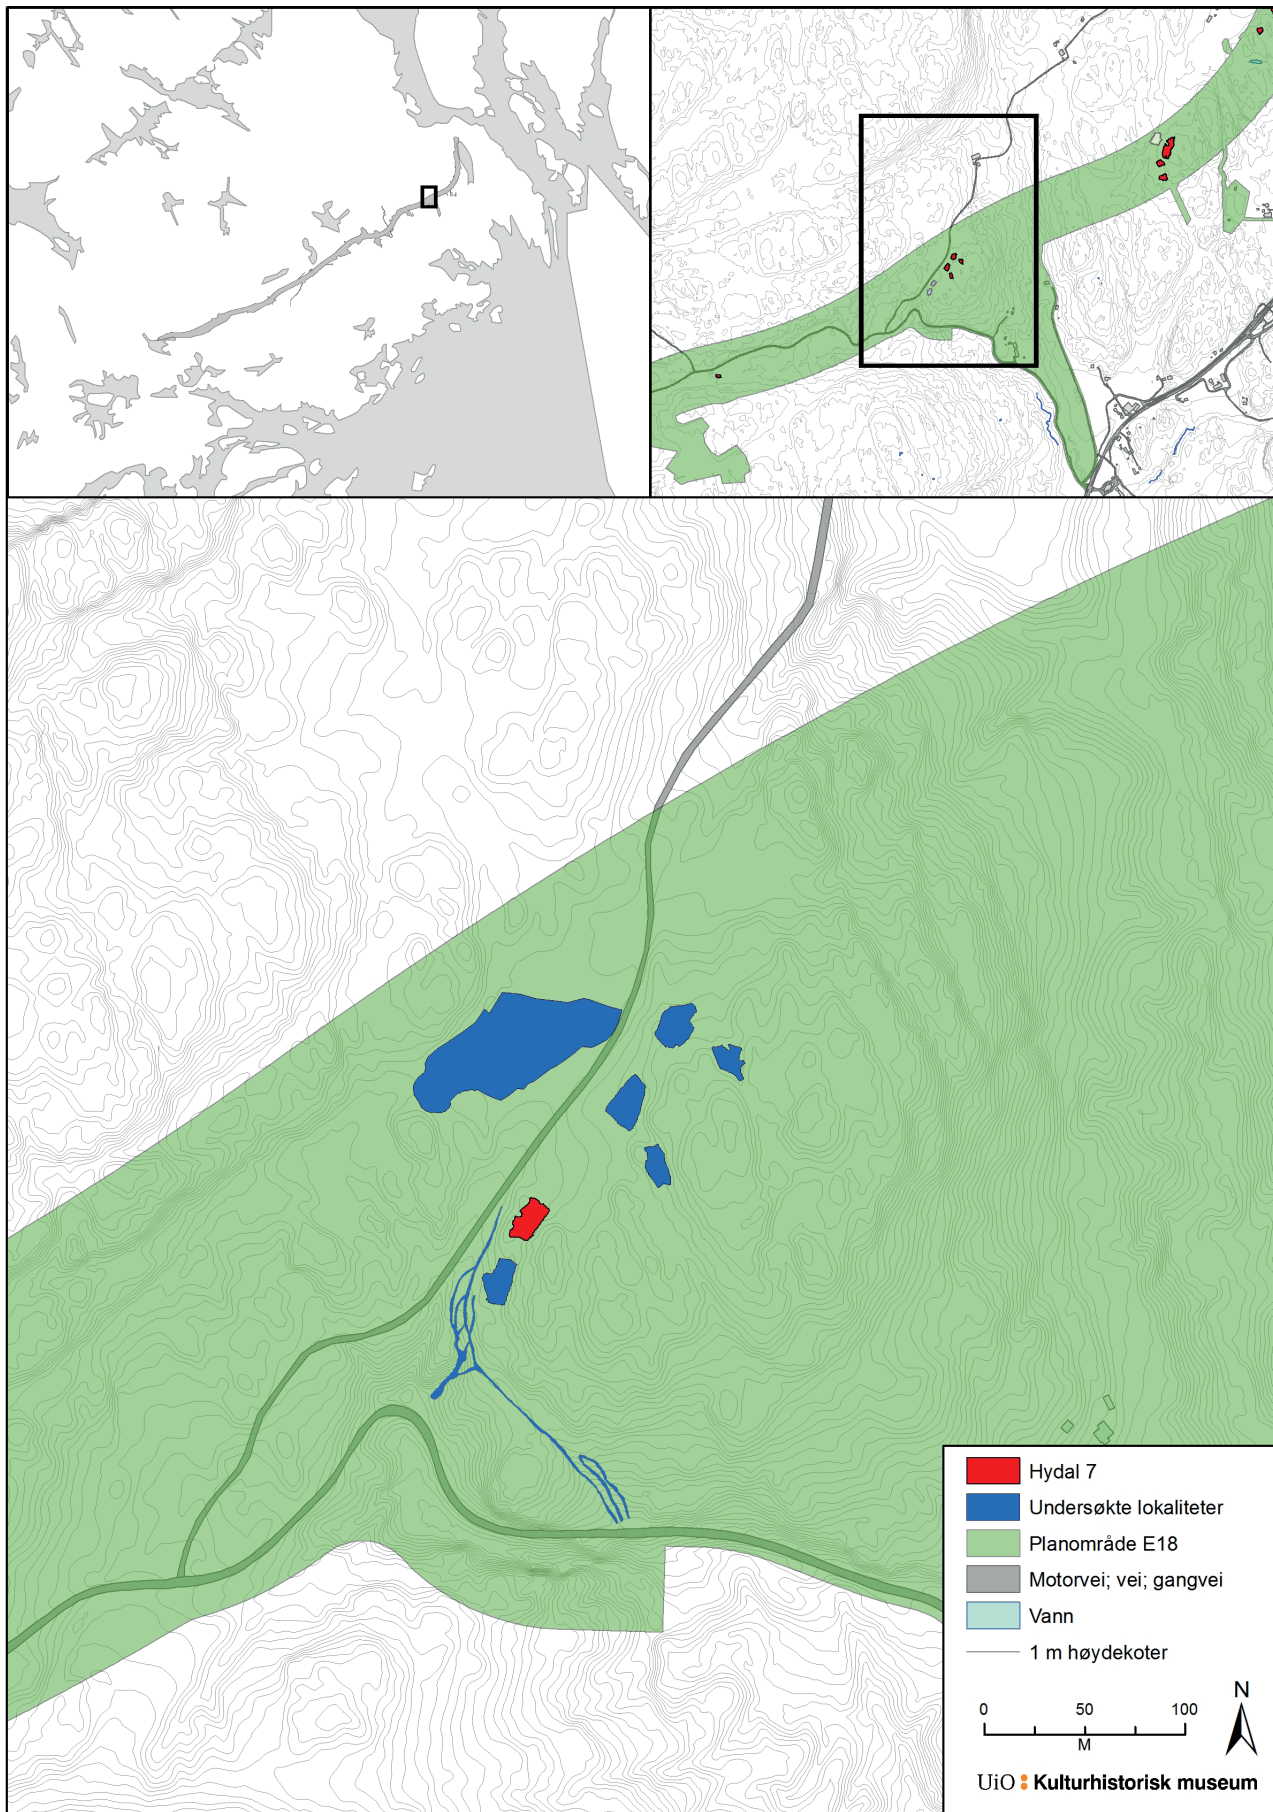 Hydal 7
Undersøkte lokaliteter
Planområde E18
Motorvei; vei; gangvei
Vann
1 m høydekoter
0 50 100
M
N
UiO Kulturhistorisk museum